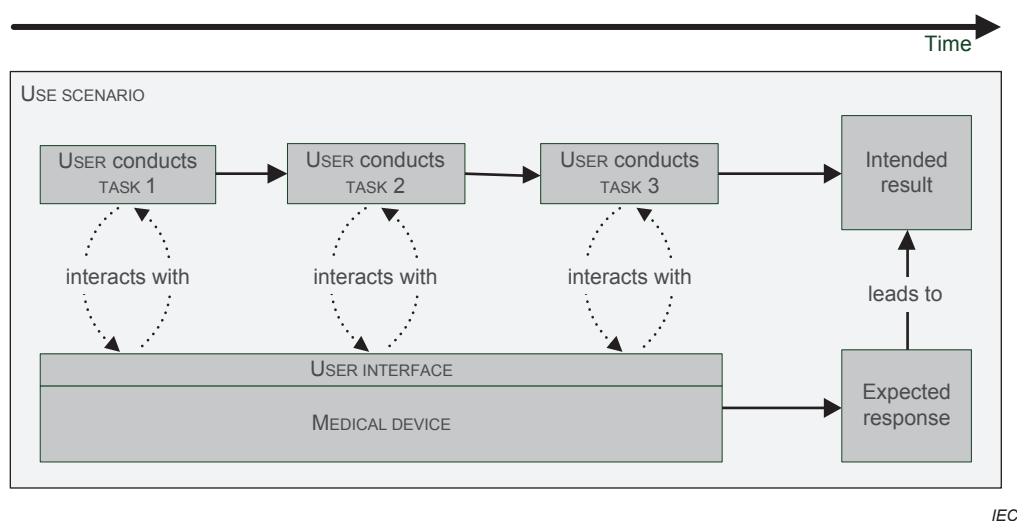 Time
USE SCENARIO
USER conducts
TASK 1
USER conducts
TASK 2
USER conducts
TASK 3
Intended
result
interacts with
interacts with
interacts with
leads to
USER INTERFACE
MEDICAL DEVICE
Expected
response
IEC